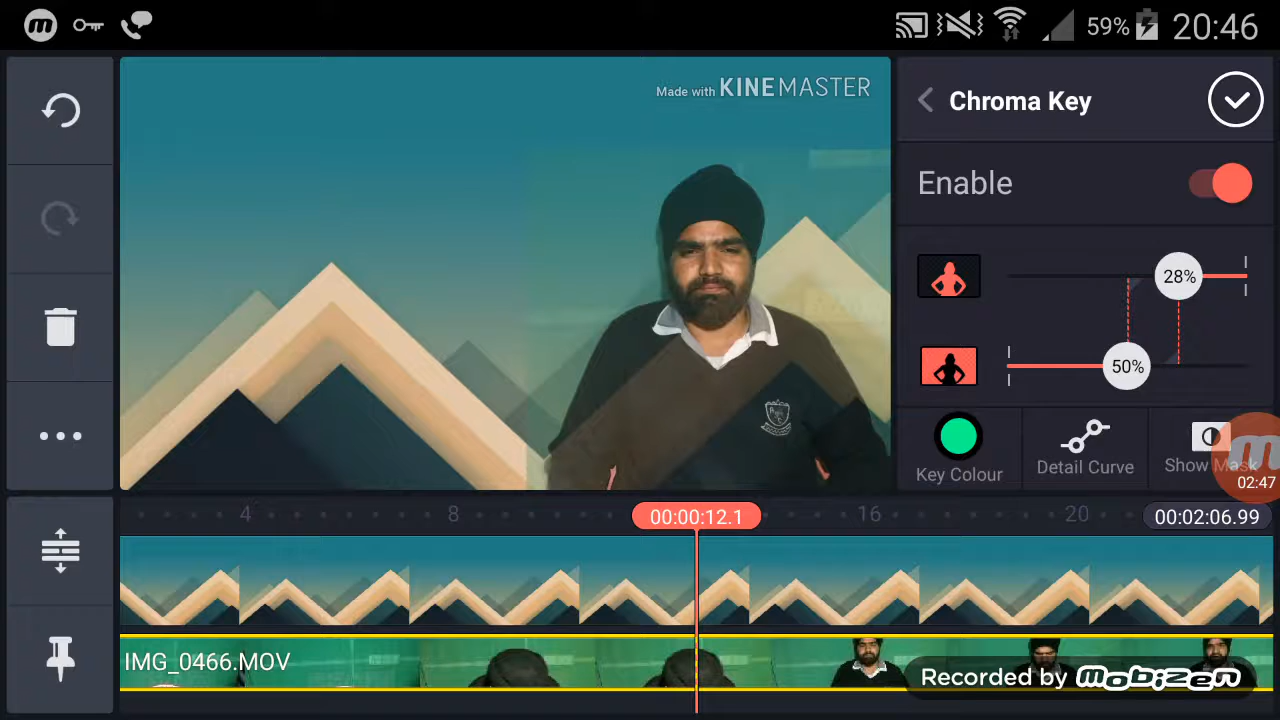 59% 20:46
Made with KINEMASTER
Chroma Key
Enable
28%
50%
Key Colour
Detail Curve
Show Mask
02:47
4
8
00:00:12.1
16
20
00:02:06.99
IMG_0466.MOV
Recorded by mobizen